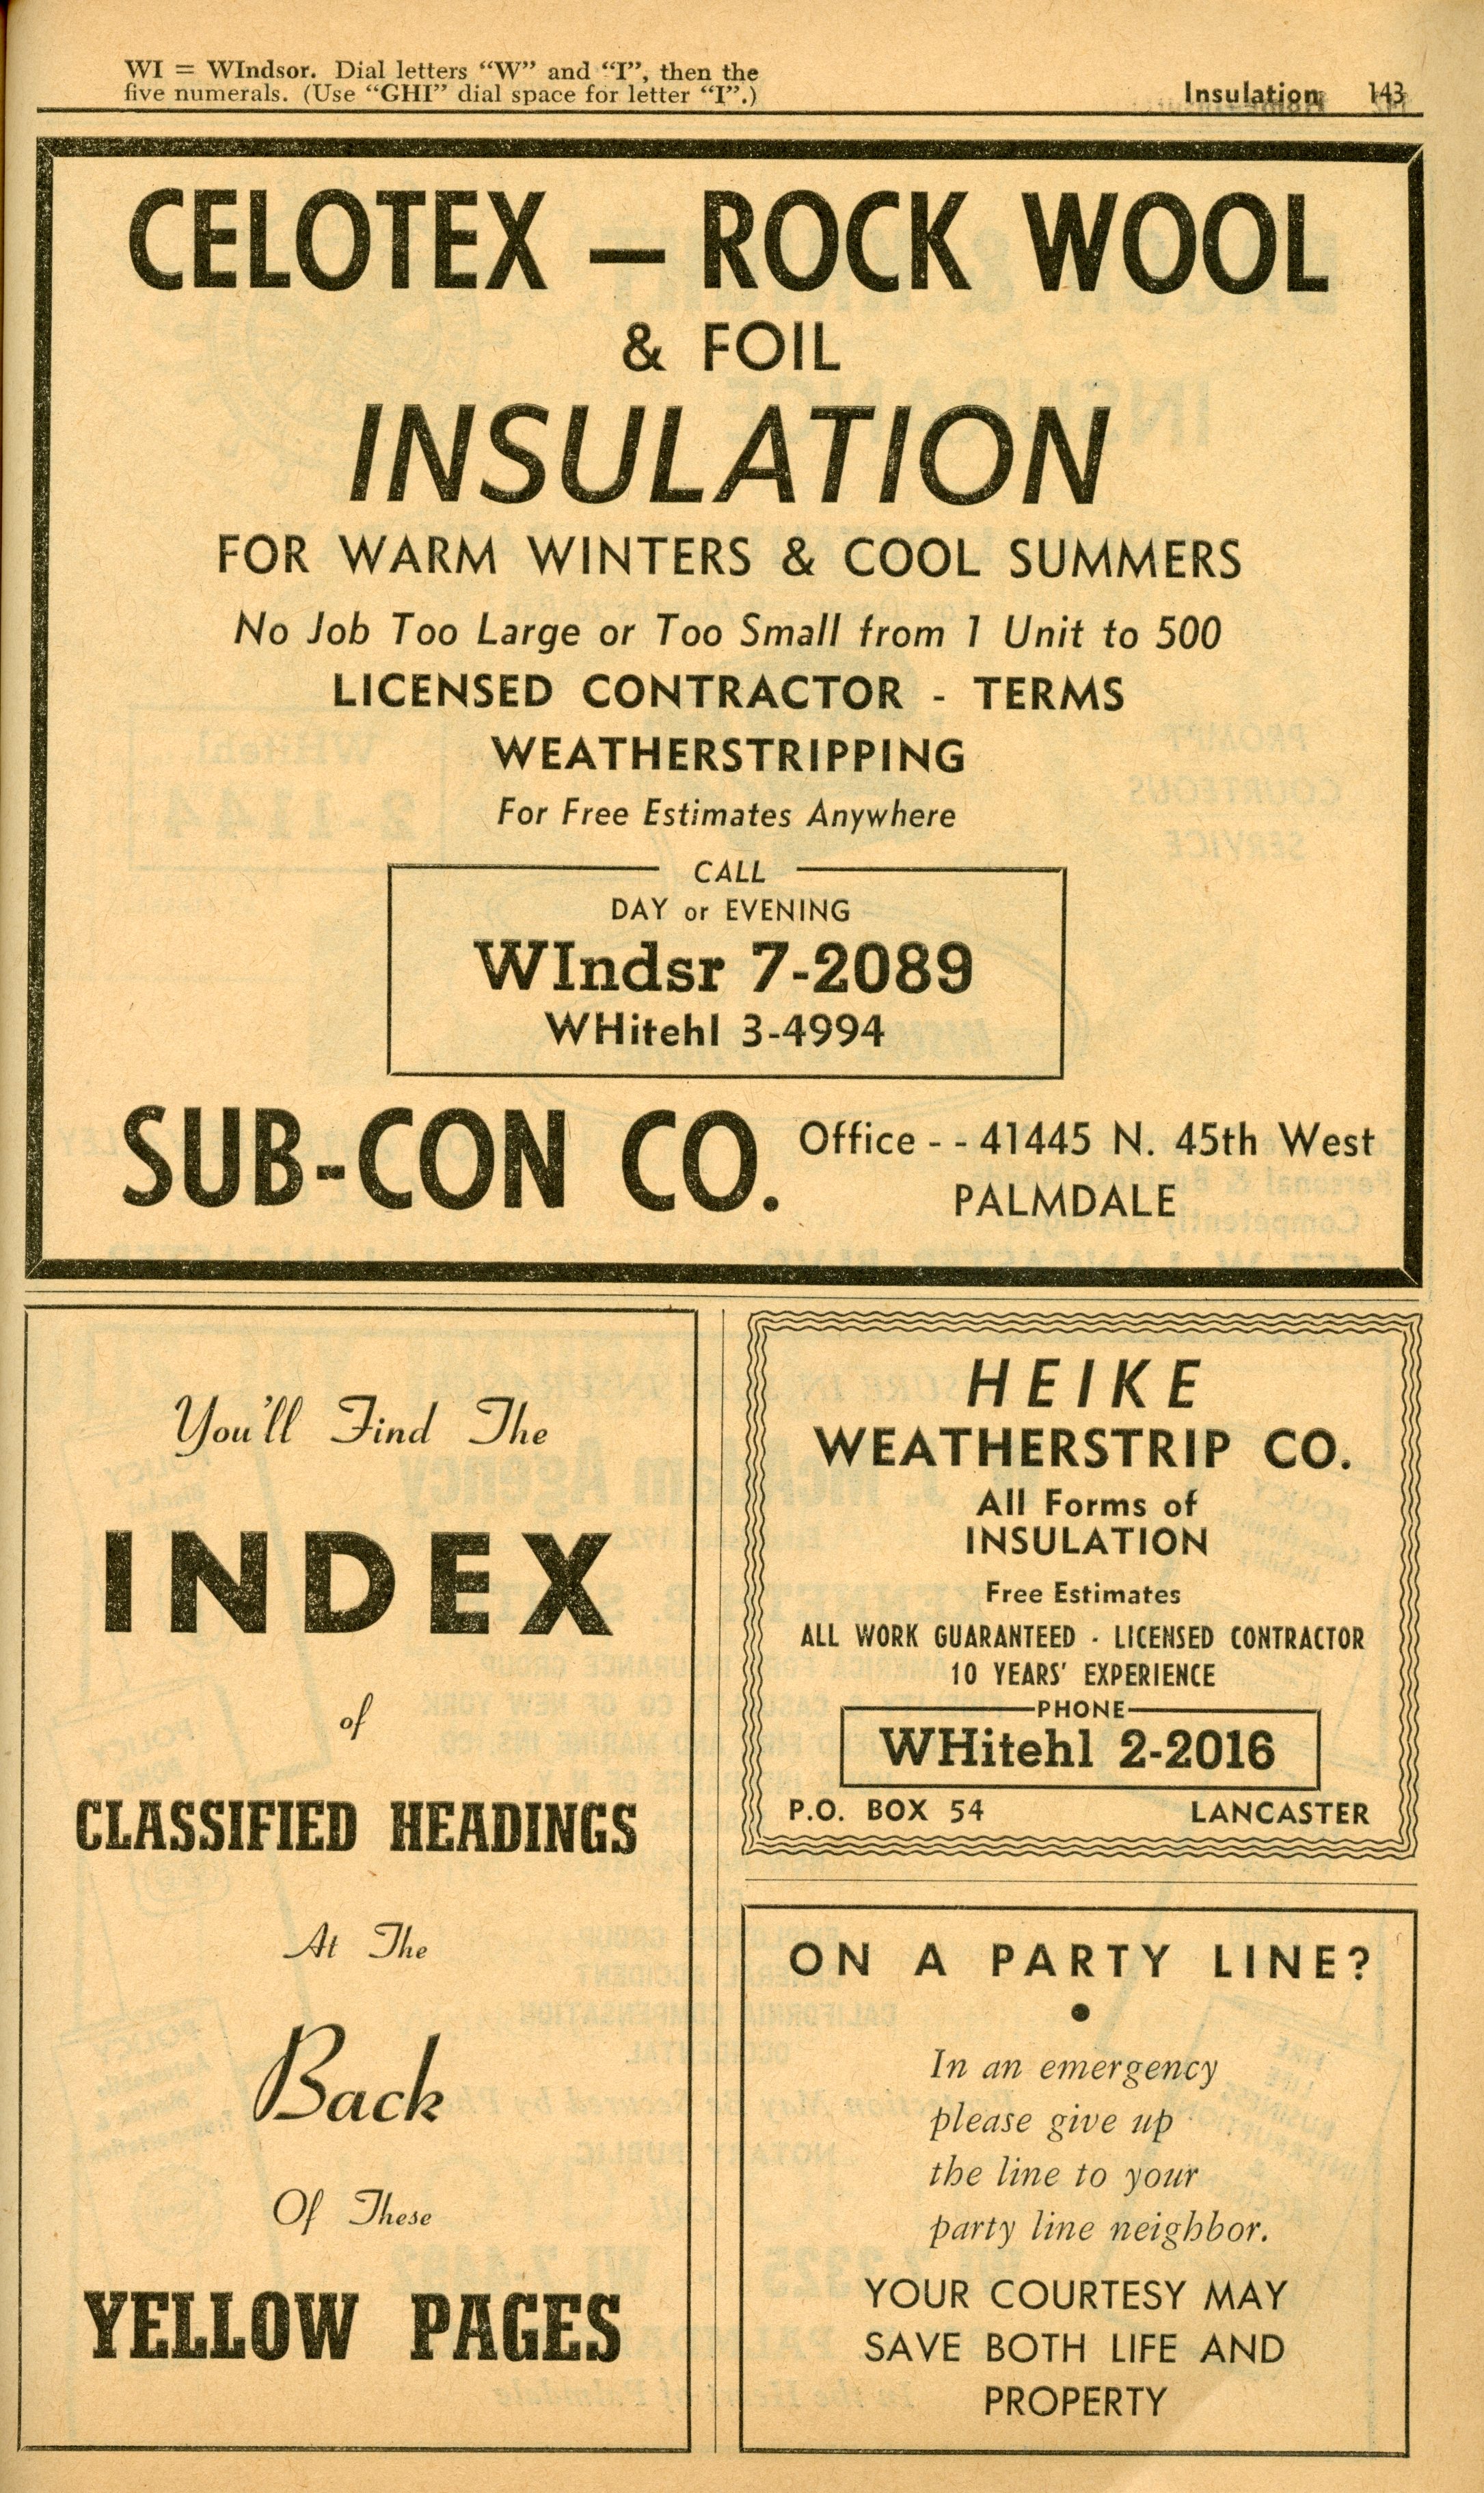 WI = WIndsor. Dial letters “W” and “I”, then the
five numerals. (Use “GHI” dial space for letter “I”.)
Insulation 143
CELOTEX — ROCK WOOL
& FOIL
INSULATION
FOR WARM WINTERS & COOL SUMMERS
No Job Too Large or Too Small from 1 Unit to 500
LICENSED CONTRACTOR - TERMS
WEATHERSTRIPPING
For Free Estimates Anywhere
CALL
DAY or EVENING
WIndsr 7-2089
WHitehl 3-4994
SUB-CON CO.
Office - - 41445 N. 45th West
PALMDALE
You'll Find The
INDEX
of
CLASSIFIED HEADINGS
At The
Back
Of These
YELLOW PAGES
HEIKE
WEATHERSTRIP CO.
All Forms of
INSULATION
Free Estimates
ALL WORK GUARANTEED - LICENSED CONTRACTOR
10 YEARS' EXPERIENCE
PHONE
WHitehl 2-2016
P.O. BOX 54 LANCASTER
ON A PARTY LINE?
•
In an emergency
please give up
the line to your
party line neighbor.
YOUR COURTESY MAY
SAVE BOTH LIFE AND
PROPERTY